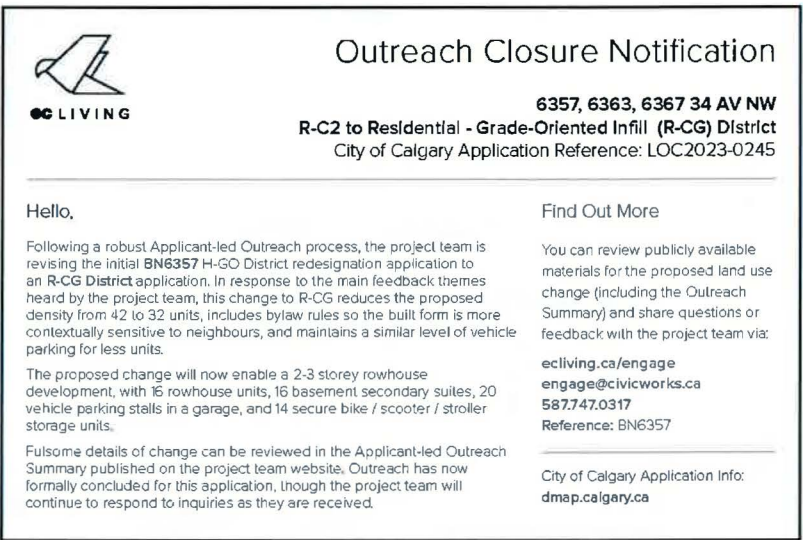 Outreach Closure Notification
EC LIVING
6357, 6363, 6367 34 AV NW
R-C2 to Residential - Grade-Oriented Infill (R-CG) District
City of Calgary Application Reference: LOC2023-0245
Hello,
Following a robust Applicant-led Outreach process, the project team is
revising the initial BN6357 H-GO District redesignation application to
an R-CG District application. In response to the main feedback themes
heard by the project team, this change to R-CG reduces the proposed
density from 42 to 32 units, includes bylaw rules so the built form is more
contextually sensitive to neighbours, and maintains a similar level of vehicle
parking for less units.
The proposed change will now enable a 2-3 storey rowhouse
development, with 16 rowhouse units, 16 basement secondary suites, 20
vehicle parking stalls in a garage, and 14 secure bike / scooter / stroller
storage units.
Fulsome details of change can be reviewed in the Applicant-led Outreach
Summary published on the project team website. Outreach has now
formally concluded for this application, though the project team will
continue to respond to inquiries as they are received.
Find Out More
You can review publicly available
materials for the proposed land use
change (including the Outreach
Summary) and share questions or
feedback with the project team via:
ecliving.ca/engage
engage@civicworks.ca
587.747.0317
Reference: BN6357
City of Calgary Application Info:
dmap.calgary.ca